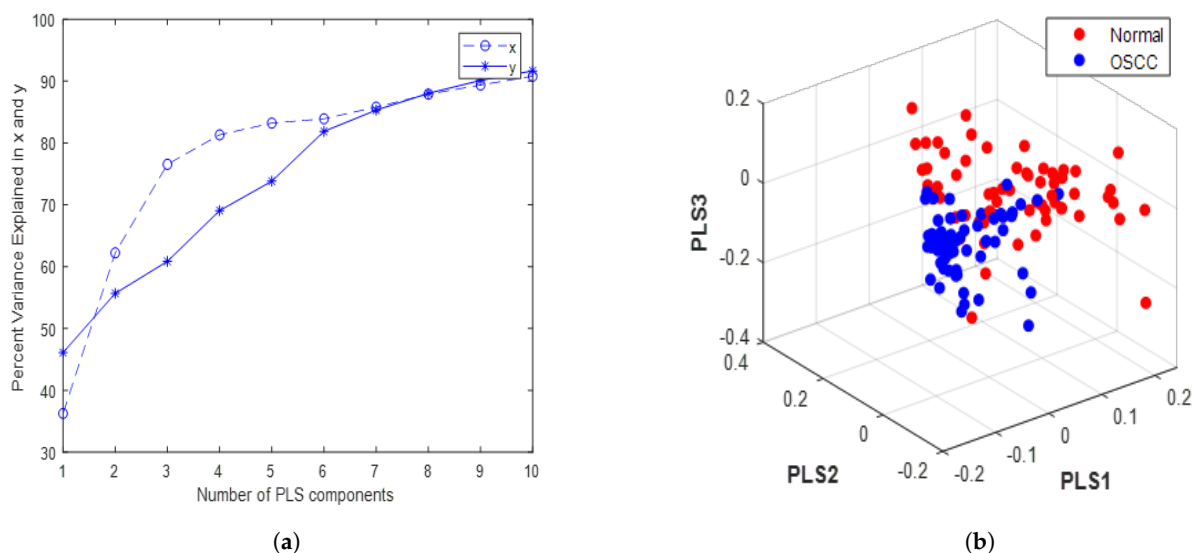 100
90
80
70
60
50
40
30
Percent Variance Explained in x and y
x
y
1 2 3 4 5 6 7 8 9 10
Number of PLS components
(a)
Normal
OSCC
0.2
0
-0.2
-0.4
PLS3
0.4
0.2
0
-0.2
PLS2
-0.2
-0.1
0
0.1
0.2
PLS1
(b)